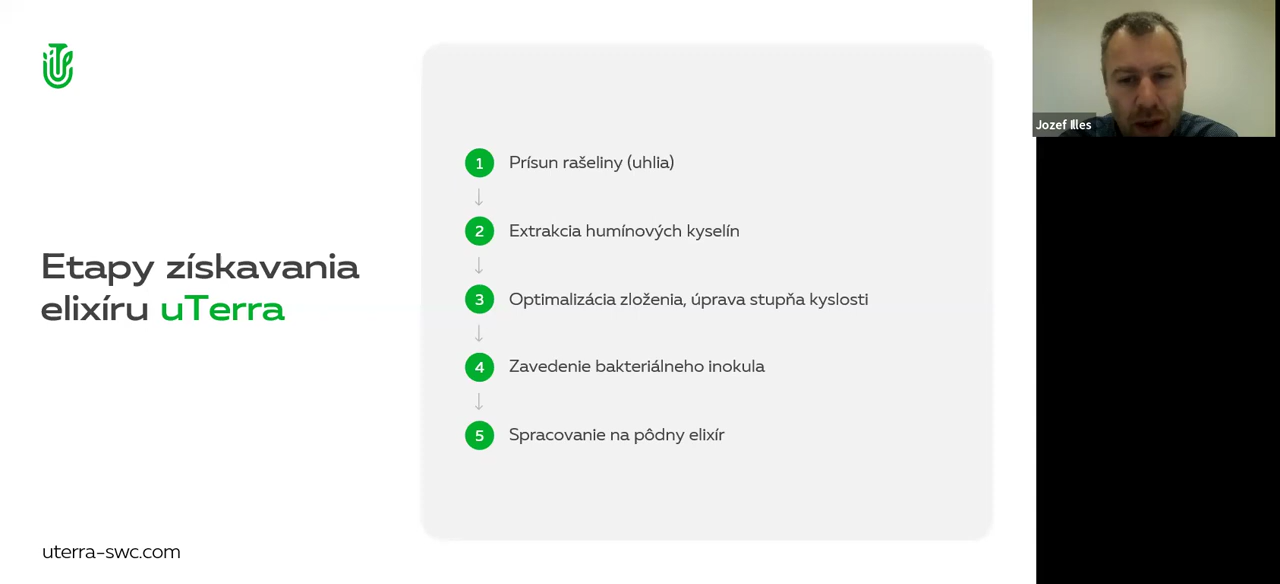 Etapy získavania
elixíru uTerra
1 Prísun rašeliny (uhlia)
2 Extrakcia humínových kyselín
3 Optimalizácia zloženia, úprava stupňa kyslosti
4 Zavedenie bakteriálneho inokula
5 Spracovanie na pôdny elixír
uterra-swc.com
Jozef Illes